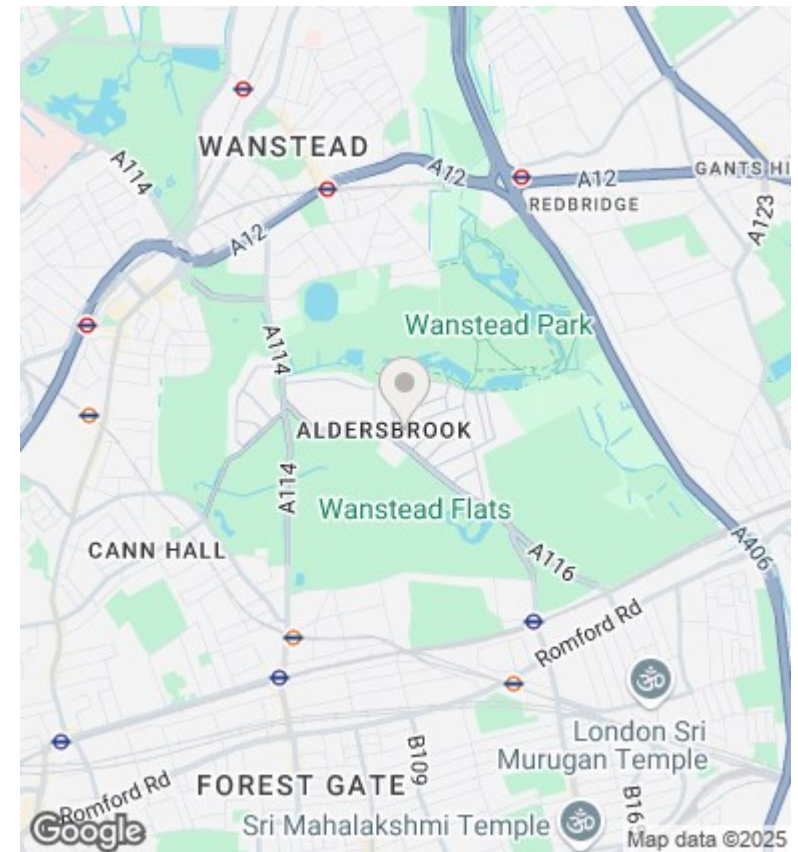 WANSTEAD
A114
A12
A12
A12
GANTS HI
REDBRIDGE
A123
Wanstead Park
A114
ALDERSBROOK
A114
Wanstead Flats
CANN HALL
A116
A406
Romford Rd
London Sri
Murugan Temple
B109
FOREST GATE
Romford Rd
B165
Sri Mahalakshmi Temple
Google
Map data ©2025